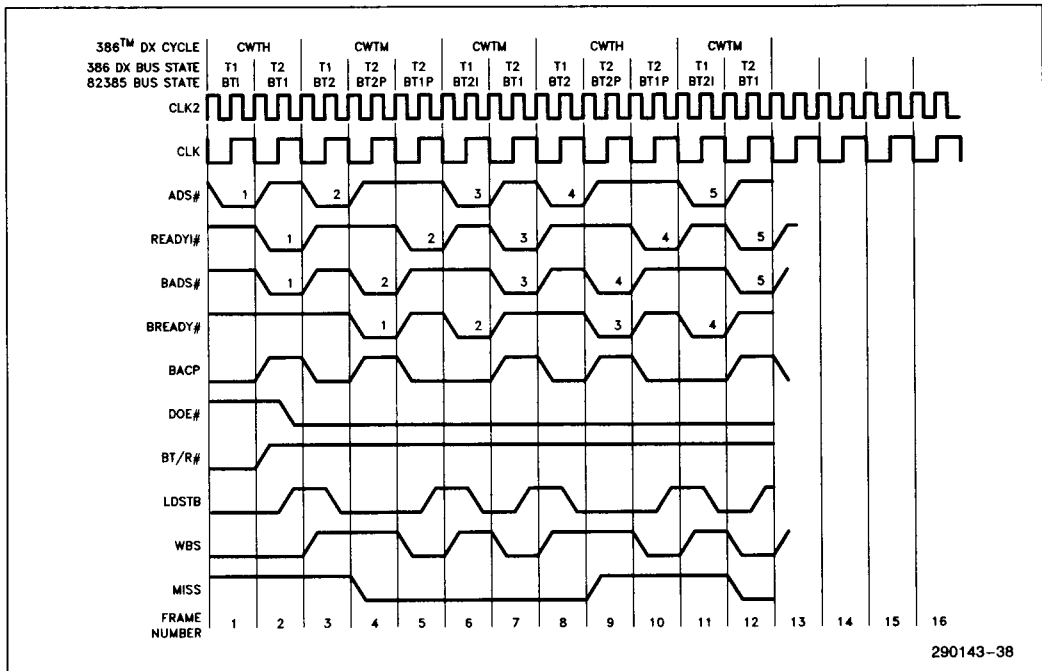 386™ DX CYCLE CWTH CWTM CWTM CWTH CWTM
386 DX BUS STATE T1 T2 T1 T2 T2 T1 T2 T1 T2 T2 T1 T2
82385 BUS STATE BTI BT1 BT2 BT2P BT1P BT2I BT1 BT2 BT2P BT1P BT2I BT1
CLK2
CLK
ADS# 1 2 3 4 5
READYI# 1 2 3 4 5
BADS# 1 2 3 4 5
BREADY# 1 2 3 4
BACP
DOE#
BT/R#
LDSTB
WBS
MISS
FRAME
NUMBER 1 2 3 4 5 6 7 8 9 10 11 12 13 14 15 16
290143-38